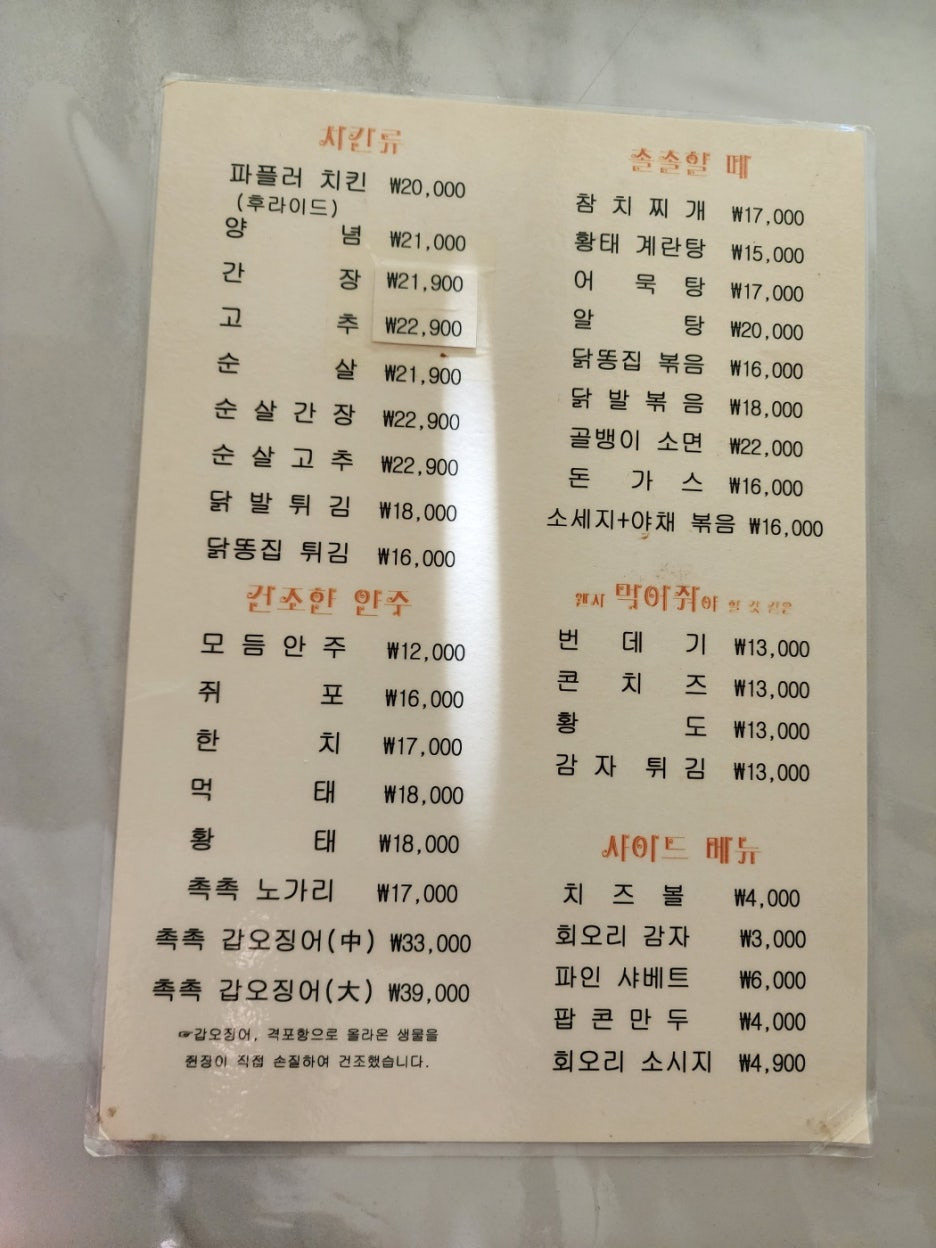 치킨류
파플러 치킨 ₩20,000
(후라이드)
양념 ₩21,000
간장 ₩21,900
고추 ₩22,900
순살 ₩21,900
순살간장 ₩22,900
순살고추 ₩22,900
닭발튀김 ₩18,000
닭똥집 튀김 ₩16,000
건조한 안주
모듬안주 ₩12,000
쥐포 ₩16,000
한치 ₩17,000
먹태 ₩18,000
황태 ₩18,000
촉촉 노가리 ₩17,000
촉촉 갑오징어(中) ₩33,000
촉촉 갑오징어(大) ₩39,000
☞갑오징어, 격포항으로 올라온 생물을
쥔장이 직접 손질하여 건조했습니다.
촐촐할 때
참치찌개 ₩17,000
황태 계란탕 ₩15,000
어묵탕 ₩17,000
알탕 ₩20,000
닭똥집 볶음 ₩16,000
닭발볶음 ₩18,000
골뱅이 소면 ₩22,000
돈가스 ₩16,000
소세지+야채 볶음 ₩16,000
막아줘야 할 것 같은
번데기 ₩13,000
콘치즈 ₩13,000
황도 ₩13,000
감자튀김 ₩13,000
사이드 메뉴
치즈볼 ₩4,000
회오리 감자 ₩3,000
파인 샤베트 ₩6,000
팝콘만두 ₩4,000
회오리 소시지 ₩4,900